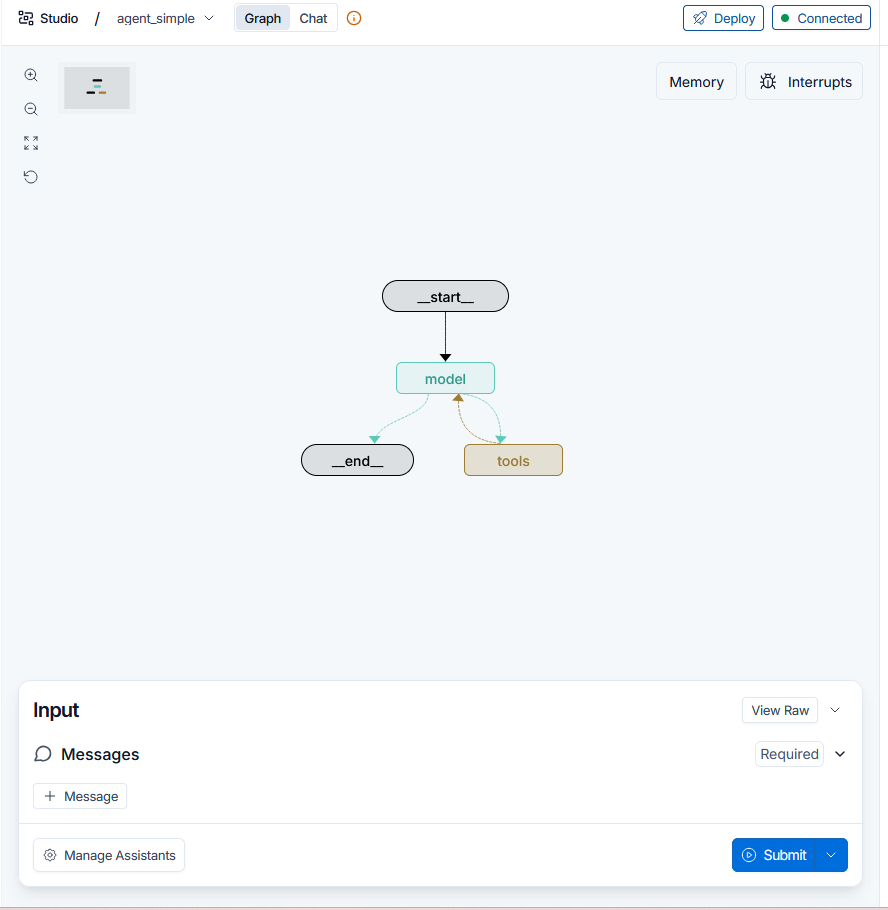 Studio / agent_simple Graph Chat Deploy Connected
Memory Interrupts
__start__
model
__end__ tools
Input View Raw
Messages Required
+ Message
Manage Assistants Submit